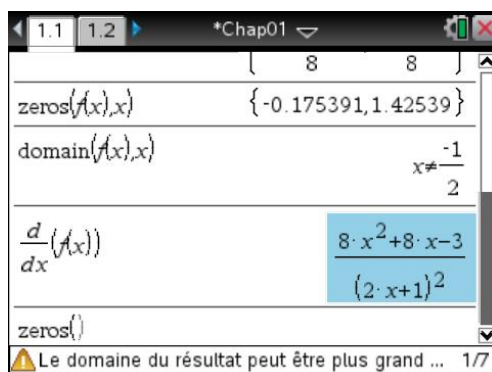 1.1 1.2 *Chap01
8 8
zeros(f(x),x) {-0.175391,1.42539}
domain(f(x),x) x≠-1/2
d/dx(f(x)) (8·x²+8·x-3)/(2·x+1)²
zeros()
Le domaine du résultat peut être plus grand ... 1/7